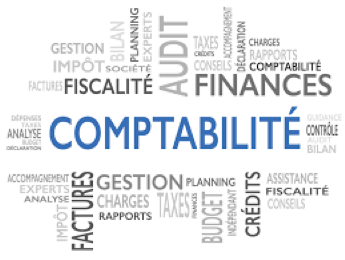 GESTION
BILAN
PLANNING
EXPERTS
AUDIT
TAXES
CRÉDITS
CONSEILS
ACCOMPAGNEMENT
DÉCLARATION
CHARGES
RAPPORTS
COMPTABILITÉ
IMPÔT
SOCIÉTÉ
FACTURES
FISCALITÉ
FINANCES
DÉPENSES
TAXES
ANALYSE
BUDGET
DÉCLARATION
COMPTABILITÉ
GUIDANCE
CONTRÔLE
AUDIT
BILAN
ACCOMPAGNEMENT
EXPERTS
ANALYSE
IMPÔT
FACTURES
GESTION
CHARGES
RAPPORTS
TAXES
FINANCES
PLANNING
BUDGET
INDÉPENDANT
CRÉDITS
ASSISTANCE
FISCALITÉ
CONSEILS